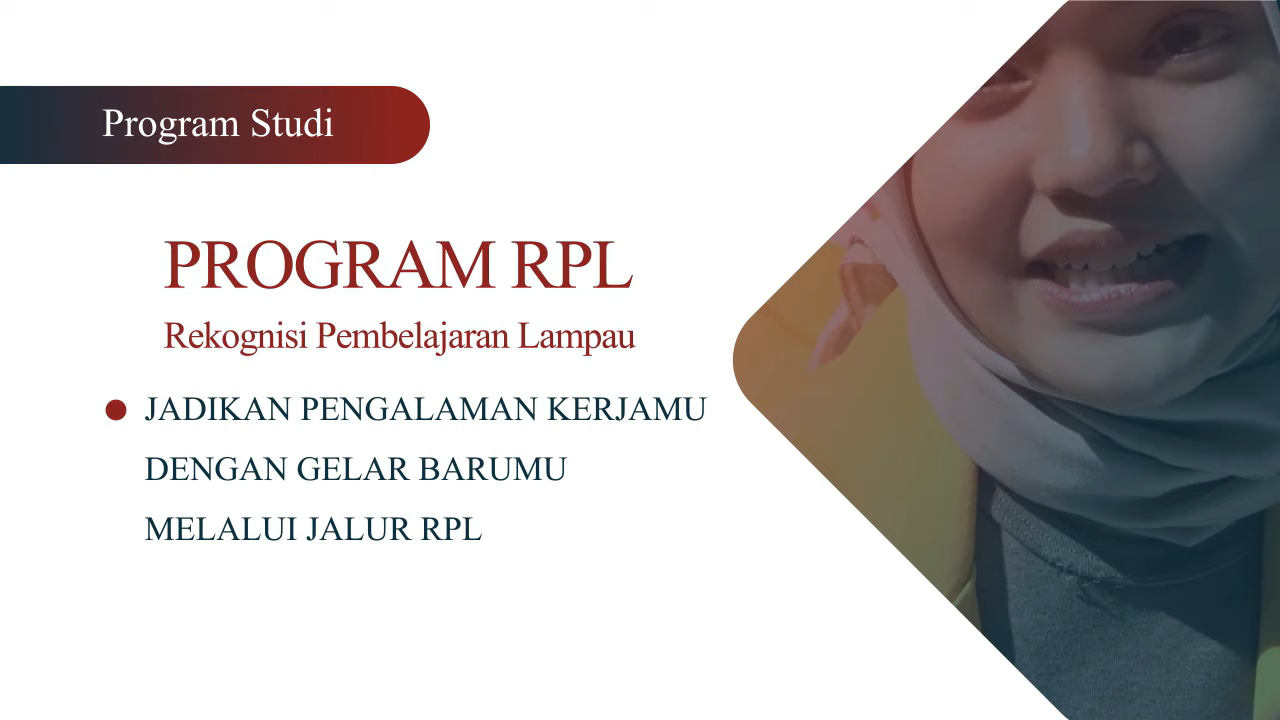 Program Studi
PROGRAM RPL
Rekognisi Pembelajaran Lampau
JADIKAN PENGALAMAN KERJAMU
DENGAN GELAR BARUMU
MELALUI JALUR RPL